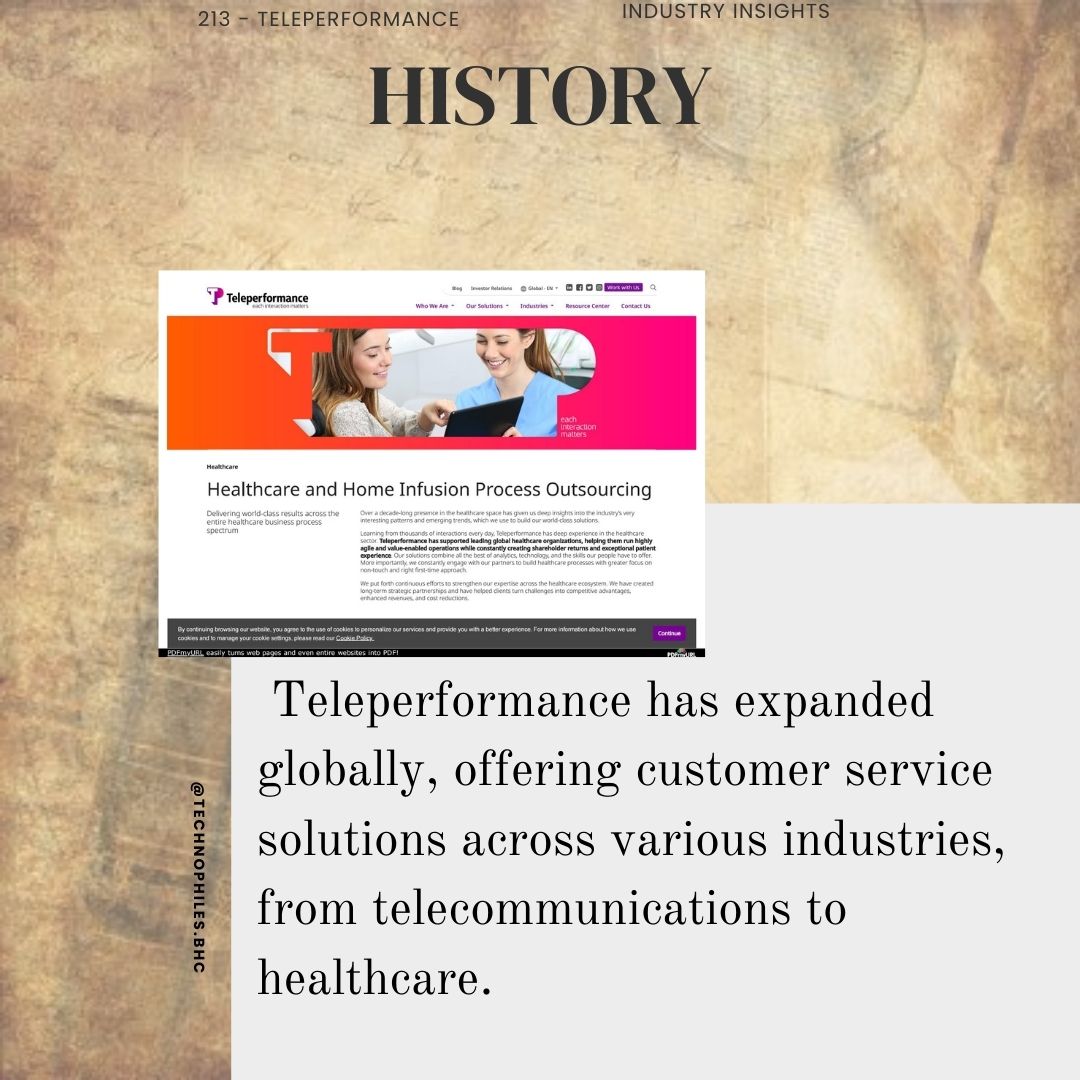 213 - TELEPERFORMANCE
INDUSTRY INSIGHTS
HISTORY
Teleperformance
each interaction matters
Blog Investor Relations Global - EN Work with Us
Who We Are Our Solutions Industries Resource Center Contact Us
each
interaction
matters
Healthcare
Healthcare and Home Infusion Process Outsourcing
Delivering world-class results across the
entire healthcare business process
spectrum
Over a decade-long presence in the healthcare space has given us deep insights into the industry's very
interesting patterns and emerging trends, which we use to build our world-class solutions.
Learning from thousands of interactions every day, Teleperformance has deep experience in the healthcare
sector. Teleperformance has supported leading global healthcare organizations, helping them run highly
agile and value-enabled operations while constantly creating shareholder returns and exceptional patient
experience. Our solutions combine all the best of analytics, technology, and the skills our people have to offer.
More importantly, we constantly engage with our partners to build healthcare processes with greater focus on
non-touch and right first-time approach.
We put forth continuous efforts to strengthen our expertise across the healthcare ecosystem. We have created
long-term strategic partnerships and have helped clients turn challenges into competitive advantages,
enhanced revenues, and cost reductions.
By continuing browsing our website, you agree to the use of cookies to personalize our services and provide you with a better experience. For more information about how we use
cookies and to manage your cookie settings, please read our Cookie Policy.
Continue
PDFmyURL easily turns web pages and even entire websites into PDF!
PDFmyURL
Teleperformance has expanded
globally, offering customer service
solutions across various industries,
from telecommunications to
healthcare.
@TECHNOPHILES.BHC